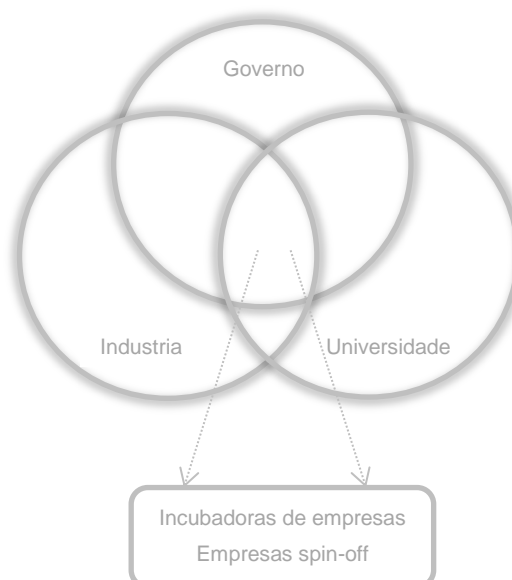 Governo
Industria
Universidade
Incubadoras de empresas
Empresas spin-off